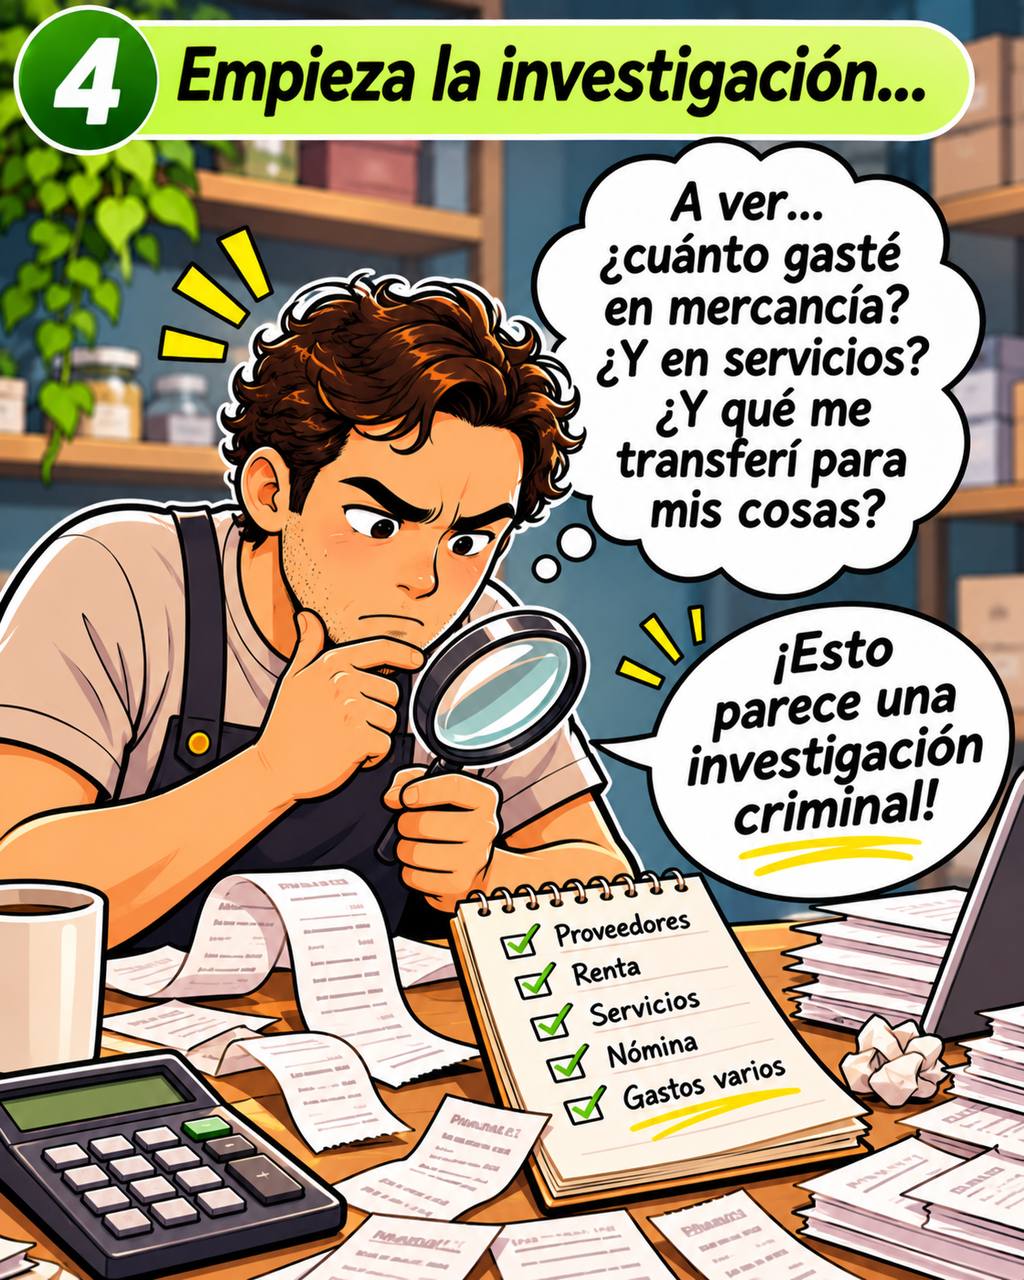 4
Empieza la investigación...
A ver...
¿cuánto gasté
en mercancía?
¿Y en servicios?
¿Y qué me
transferí para
mis cosas?
¡Esto
parece una
investigación
criminal!
Proveedores
Renta
Servicios
Nómina
Gastos varios